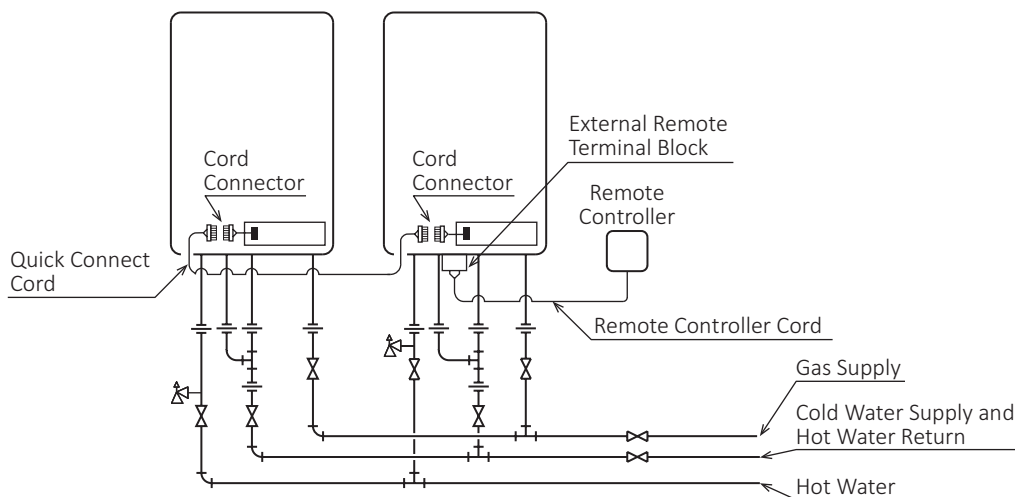 External Remote
Terminal Block
Cord
Connector
Cord
Connector
Remote
Controller
Quick Connect
Cord
Remote Controller Cord
Gas Supply
Cold Water Supply and
Hot Water Return
Hot Water